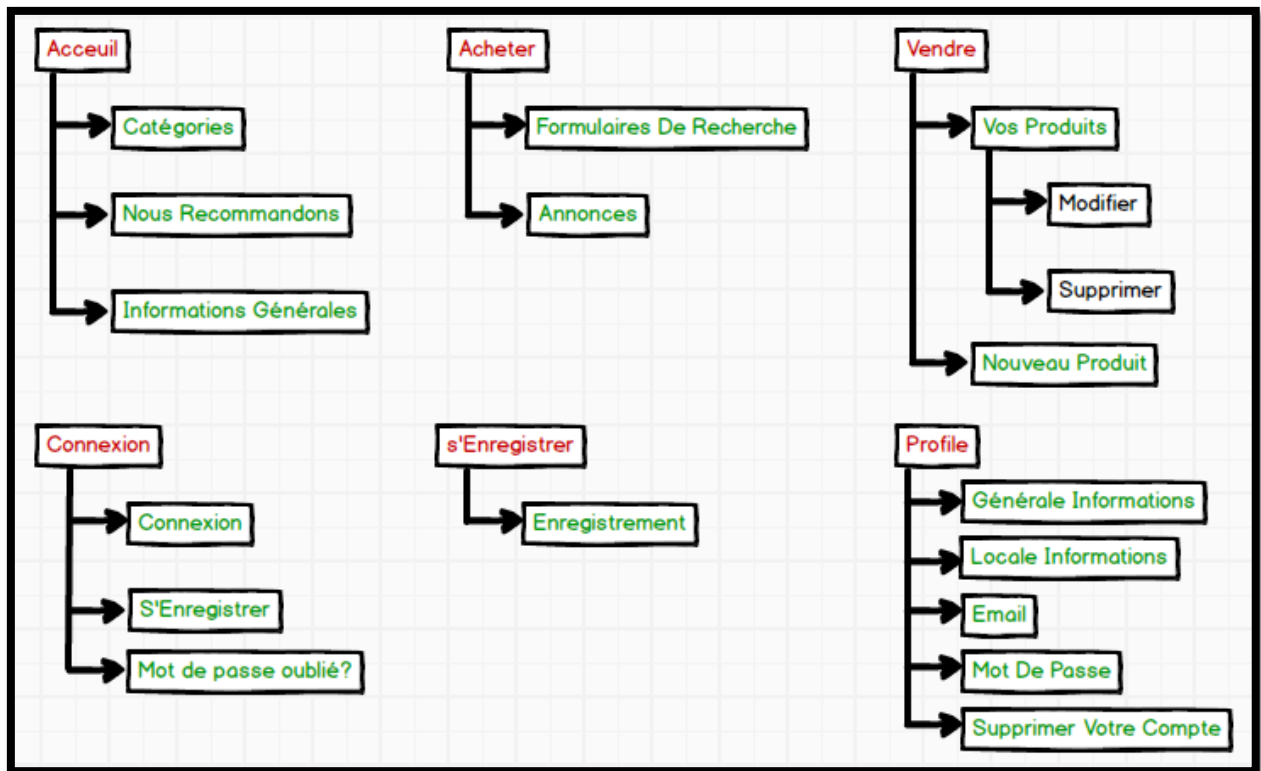 Acceuil
Catégories
Nous Recommandons
Informations Générales
Acheter
Formulaires De Recherche
Annonces
Vendre
Vos Produits
Modifier
Supprimer
Nouveau Produit
Connexion
Connexion
S'Enregistrer
Mot de passe oublié?
s'Enregistrer
Enregistrement
Profile
Générale Informations
Locale Informations
Email
Mot De Passe
Supprimer Votre Compte